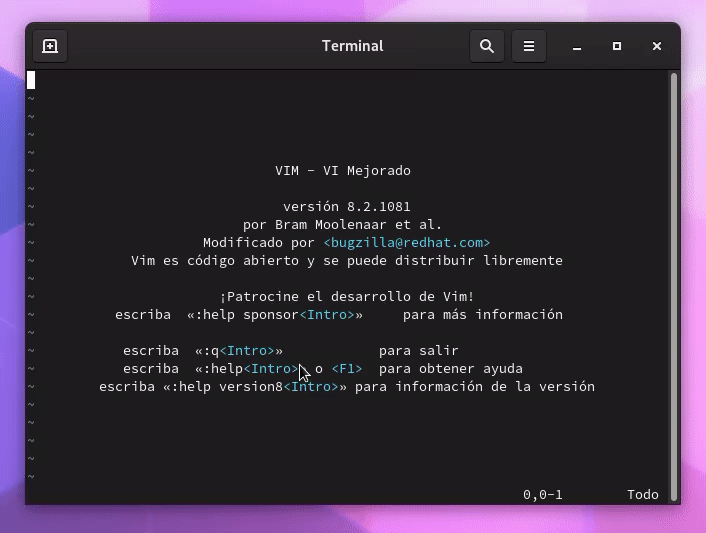 Terminal
~
~
~
~
~ VIM - VI Mejorado
~
~ versión 8.2.1081
~ por Bram Moolenaar et al.
~ Modificado por <bugzilla@redhat.com>
~ Vim es código abierto y se puede distribuir libremente
~
~ ¡Patrocine el desarrollo de Vim!
~ escriba «:help sponsor<Intro>» para más información
~
~ escriba «:q<Intro>» para salir
~ escriba «:help<Intro>» o <F1> para obtener ayuda
~ escriba «:help version8<Intro>» para información de la versión
~
~
~
~
~
0,0-1 Todo